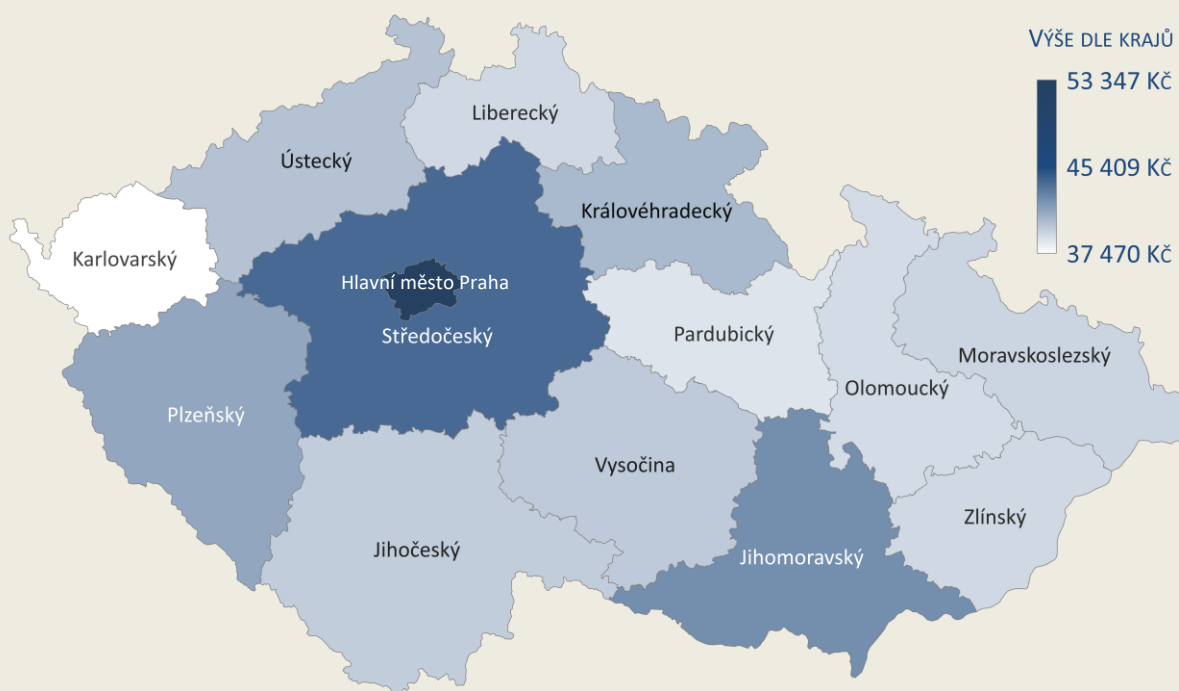 VÝŠE DLE KRAJŮ
53 347 Kč
45 409 Kč
37 470 Kč
Liberecký
Ústecký
Královéhradecký
Karlovarský
Hlavní město Praha
Středočeský
Pardubický
Moravskoslezský
Olomoucký
Plzeňský
Vysočina
Zlínský
Jihočeský
Jihomoravský